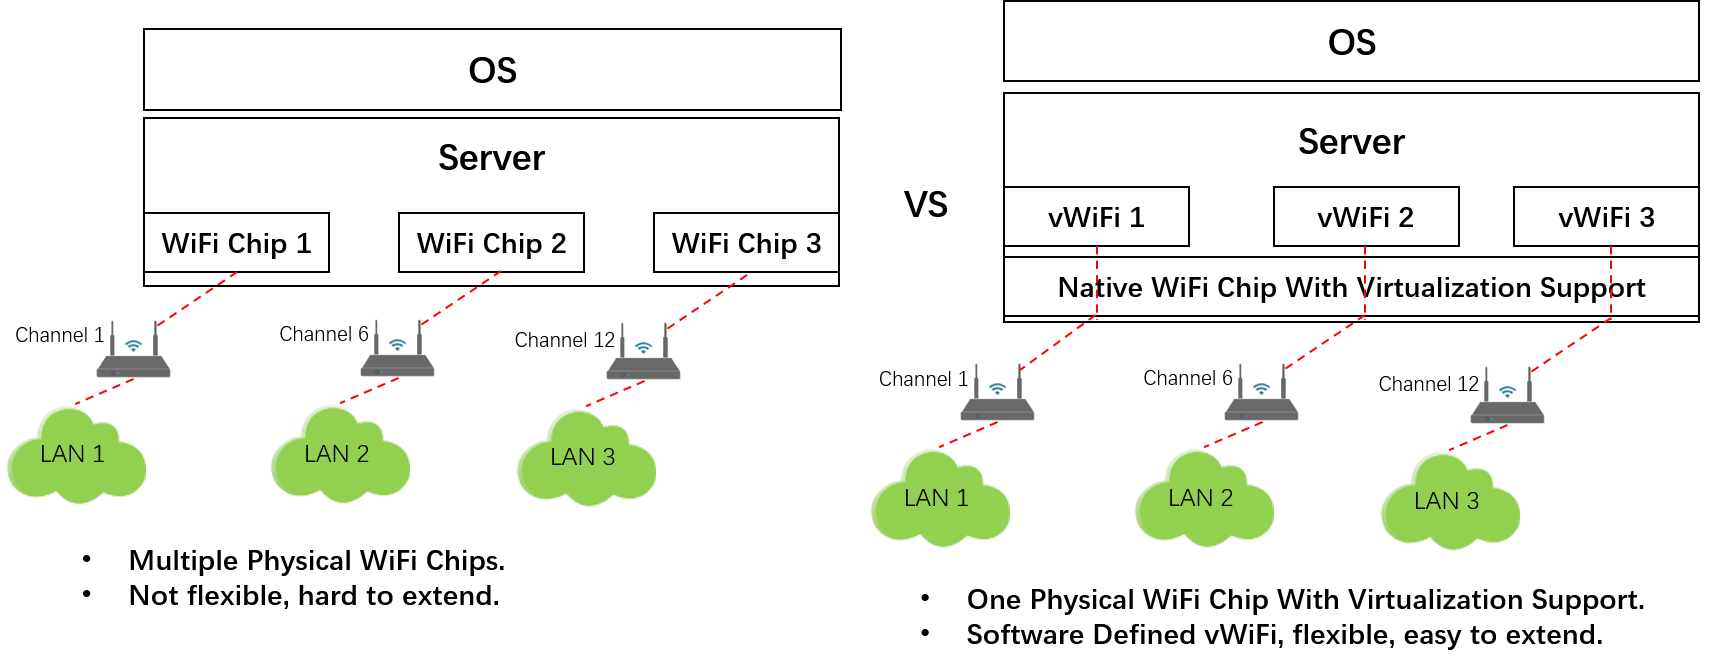 OS
Server
WiFi Chip 1
WiFi Chip 2
WiFi Chip 3
Channel 1
Channel 6
Channel 12
LAN 1
LAN 2
LAN 3
• Multiple Physical WiFi Chips.
• Not flexible, hard to extend.
VS
OS
Server
vWiFi 1
vWiFi 2
vWiFi 3
Native WiFi Chip With Virtualization Support
Channel 1
Channel 6
Channel 12
LAN 1
LAN 2
LAN 3
• One Physical WiFi Chip With Virtualization Support.
• Software Defined vWiFi, flexible, easy to extend.